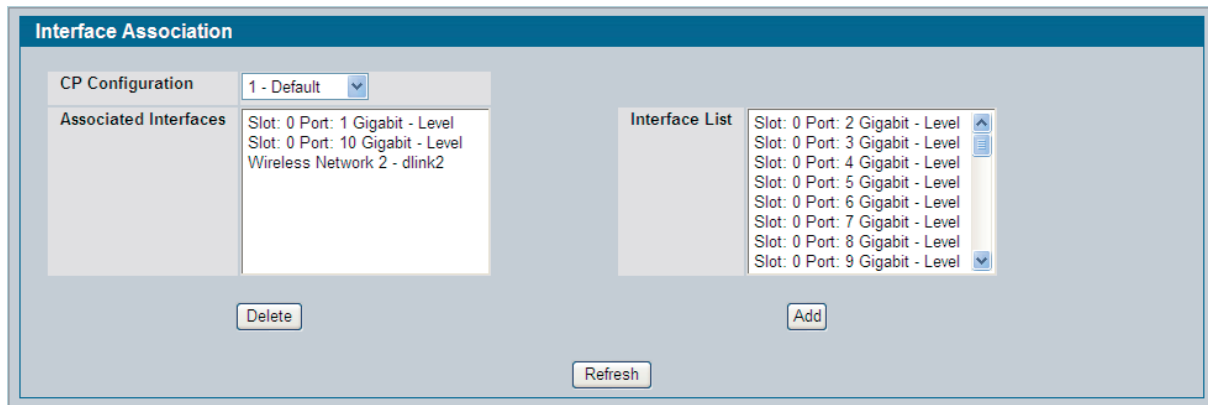 Interface Association
CP Configuration
1 - Default
Associated Interfaces
Slot: 0 Port: 1 Gigabit - Level
Slot: 0 Port: 10 Gigabit - Level
Wireless Network 2 - dlink2
Interface List
Slot: 0 Port: 2 Gigabit - Level
Slot: 0 Port: 3 Gigabit - Level
Slot: 0 Port: 4 Gigabit - Level
Slot: 0 Port: 5 Gigabit - Level
Slot: 0 Port: 6 Gigabit - Level
Slot: 0 Port: 7 Gigabit - Level
Slot: 0 Port: 8 Gigabit - Level
Slot: 0 Port: 9 Gigabit - Level
Delete
Add
Refresh